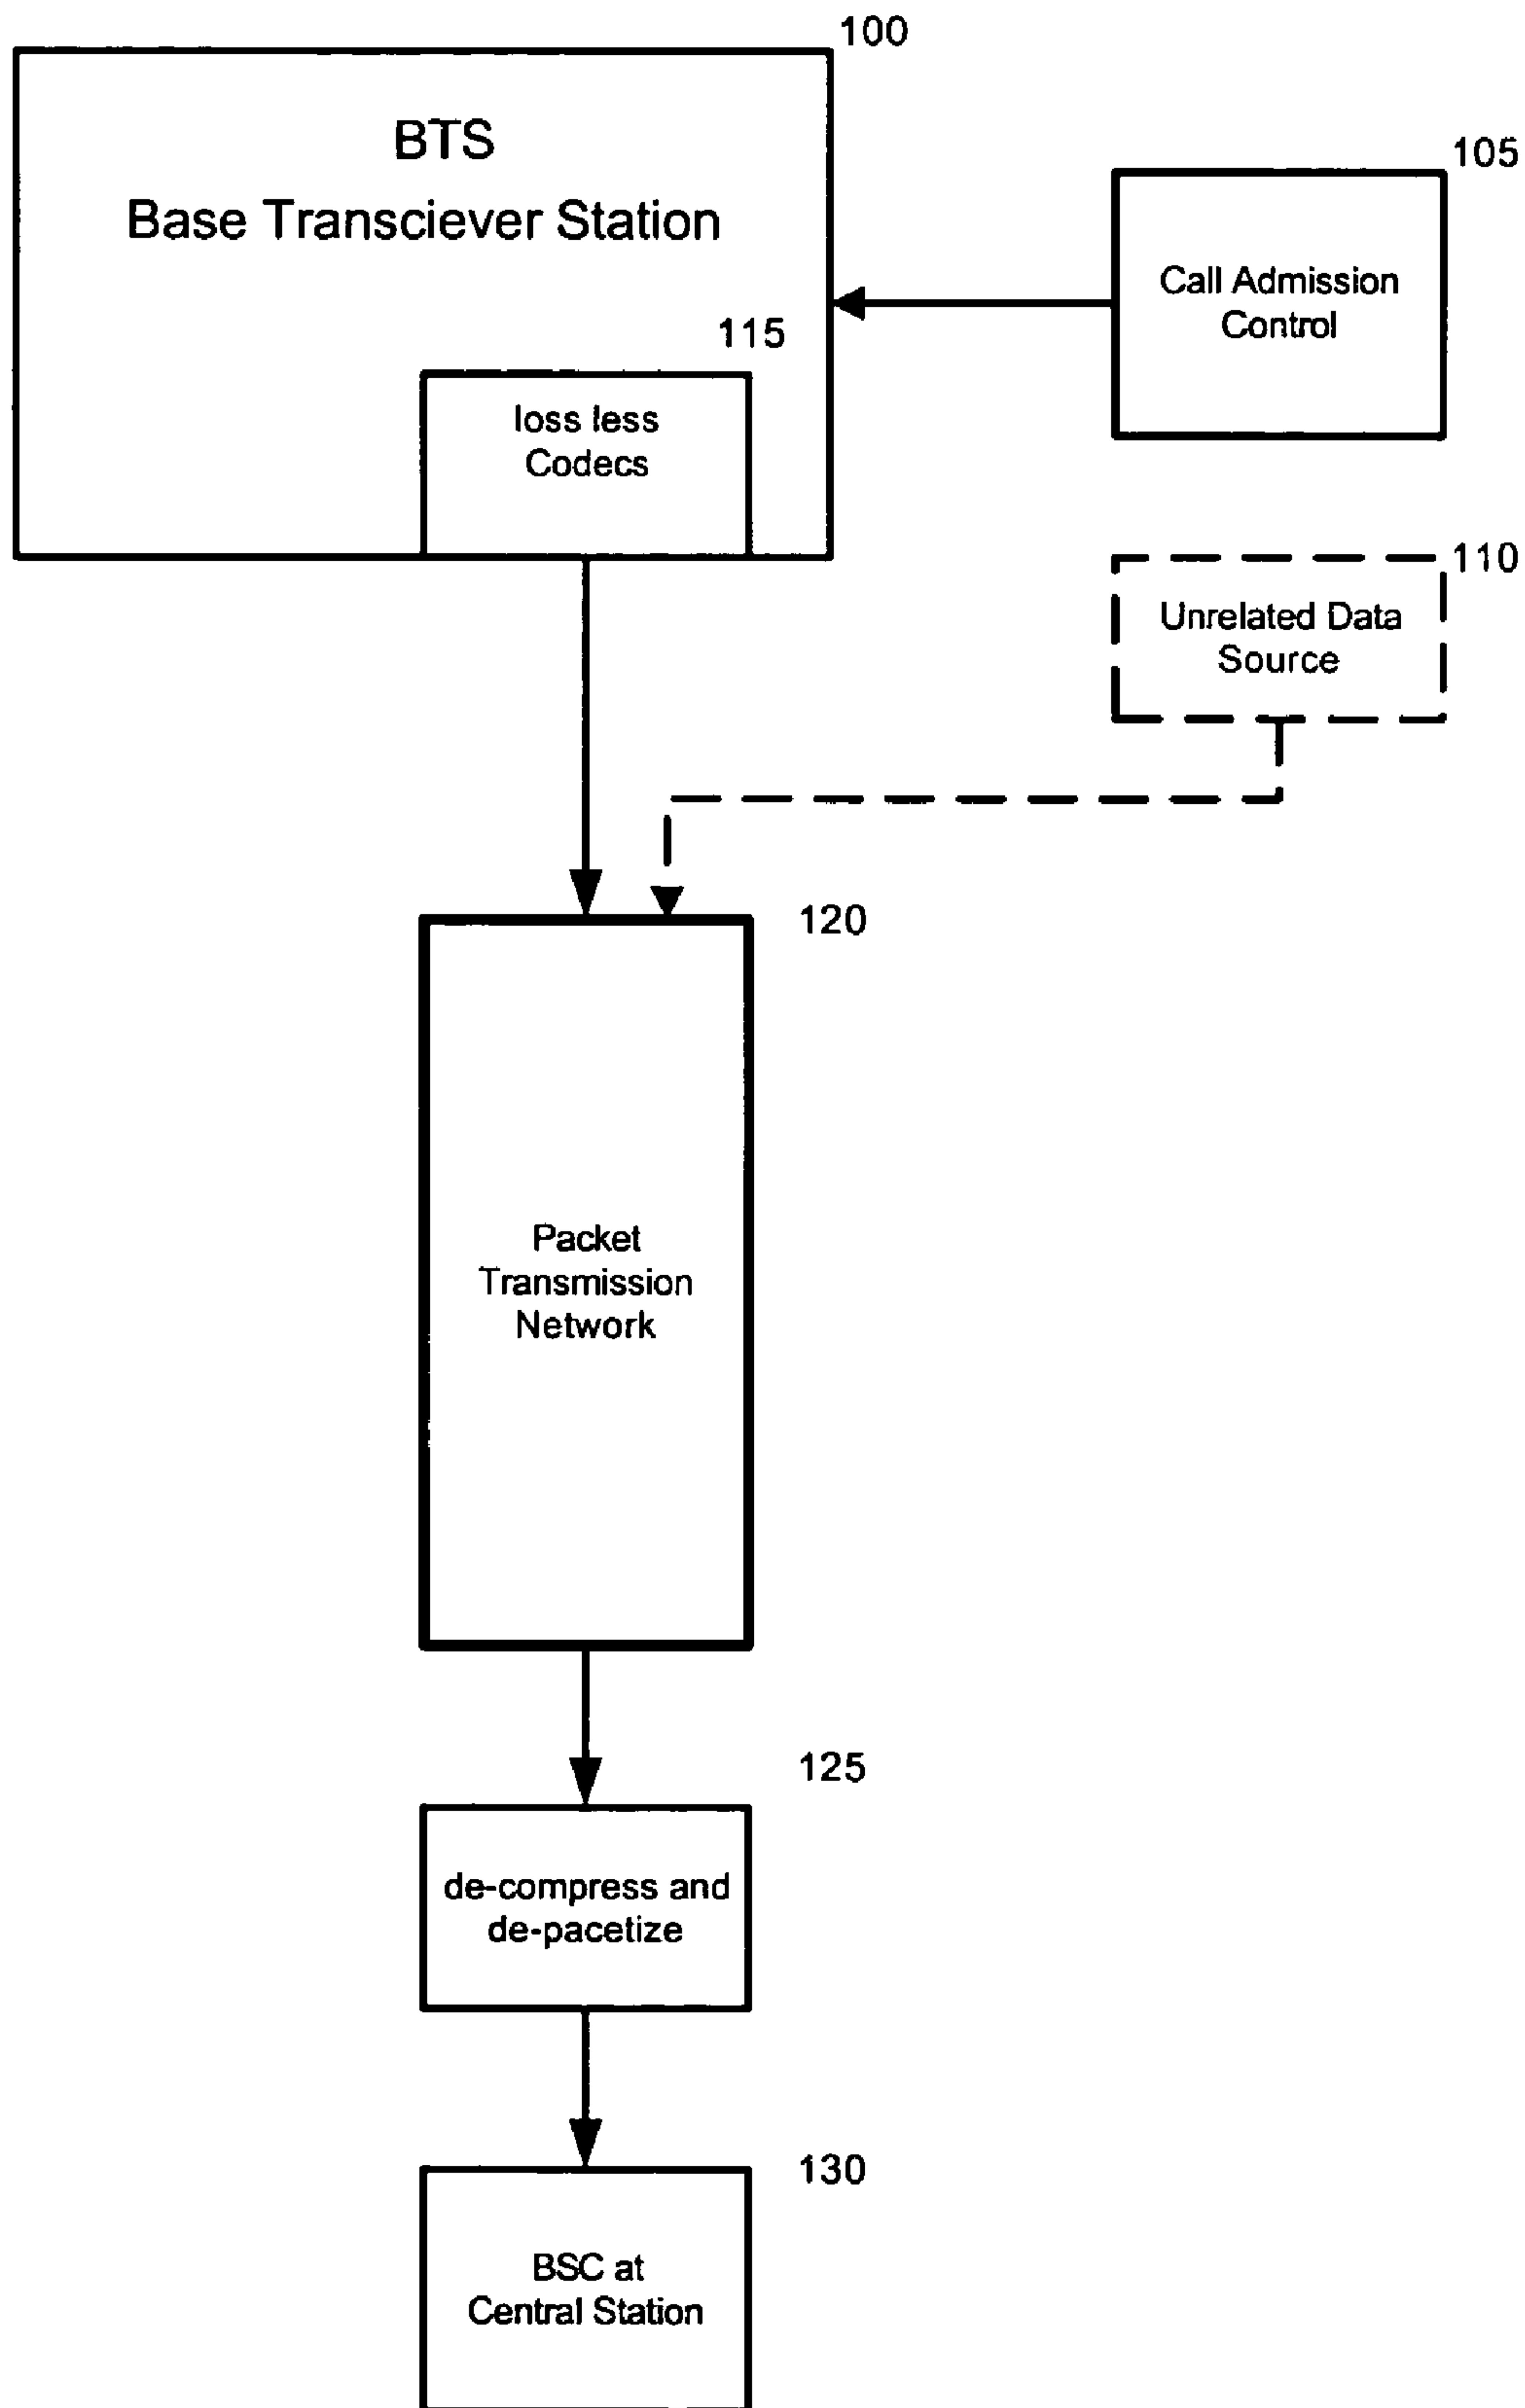 100
BTS
Base Transciever Station
105
Call Admission
Control
115
loss less
Codecs
110
Unrelated Data
Source
120
Packet
Transmission
Network
125
de-compress and
de-pacetize
130
BSC at
Central Station